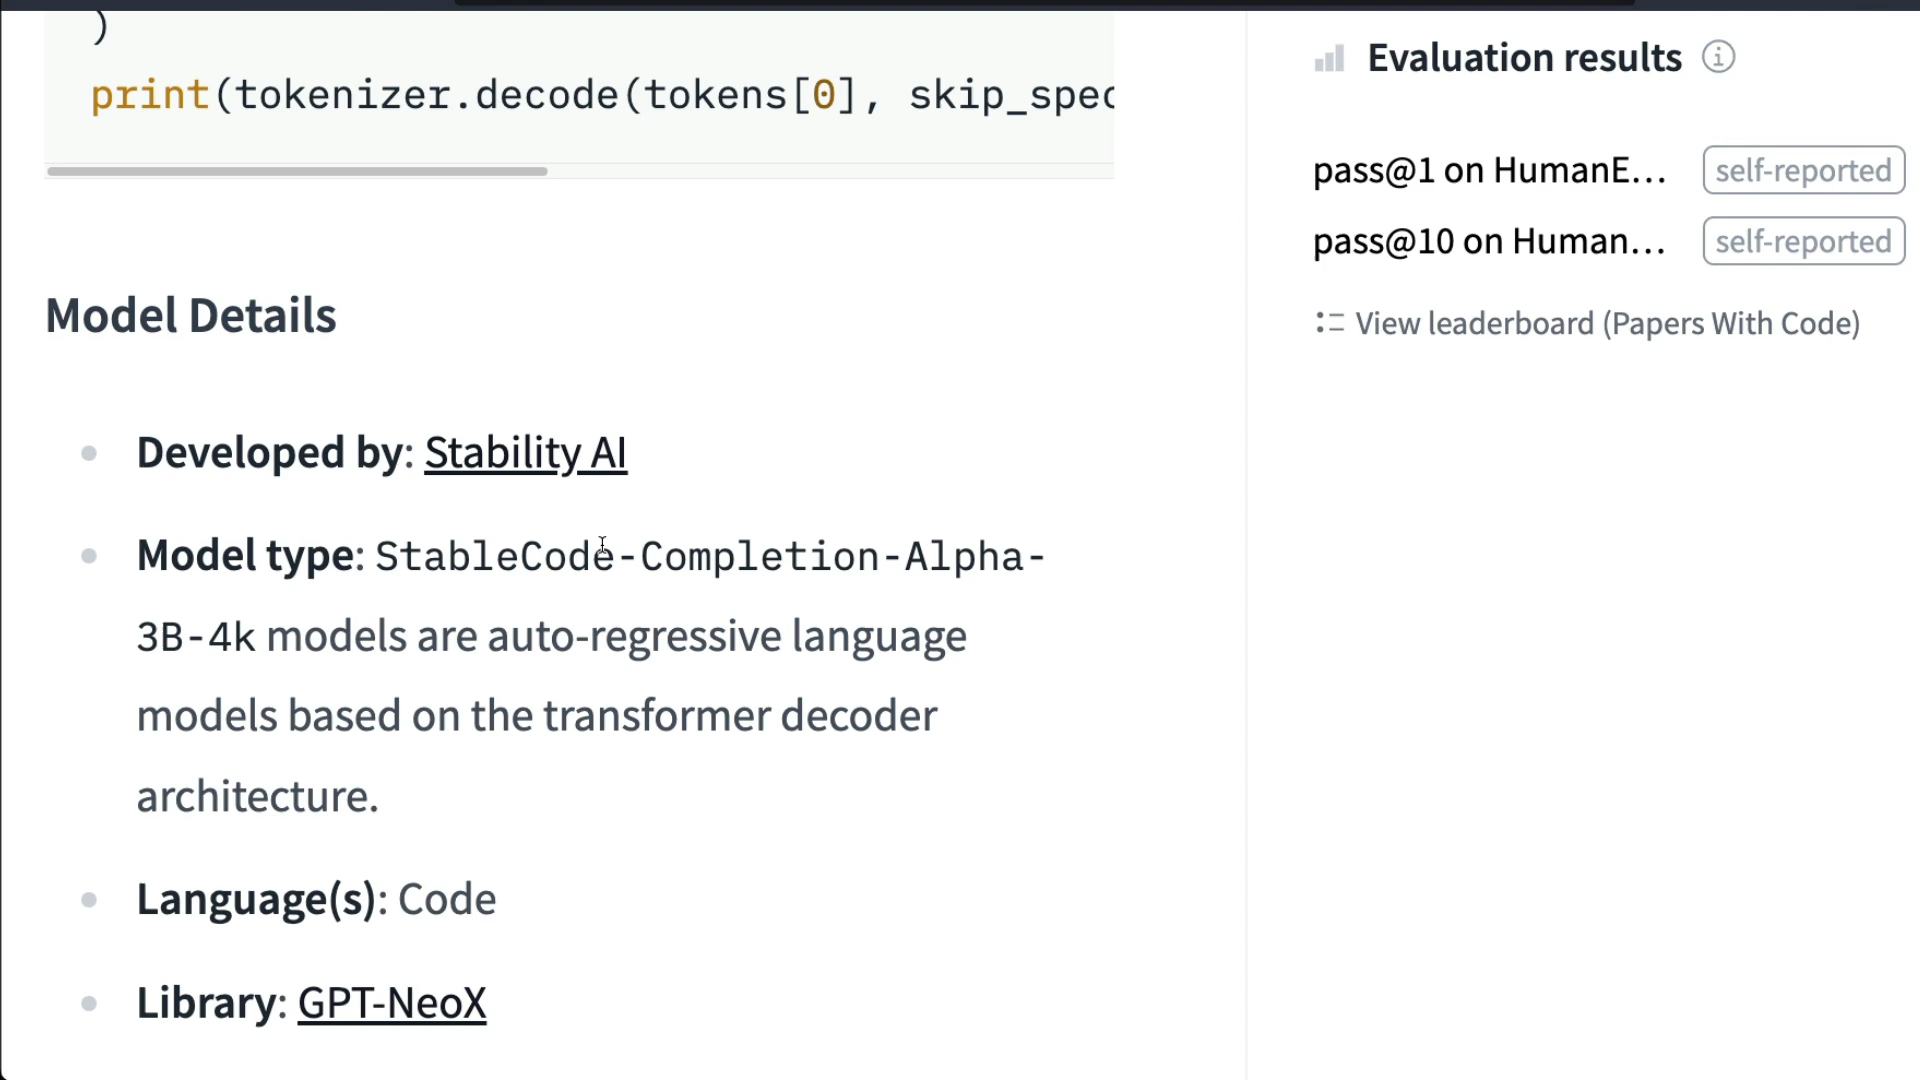 )
print(tokenizer.decode(tokens[0], skip_spec
Model Details
Developed by: Stability AI
Model type: StableCode-Completion-Alpha-
3B-4k models are auto-regressive language
models based on the transformer decoder
architecture.
Language(s): Code
Library: GPT-NeoX
Evaluation results
pass@1 on HumanE... self-reported
pass@10 on Human... self-reported
View leaderboard (Papers With Code)